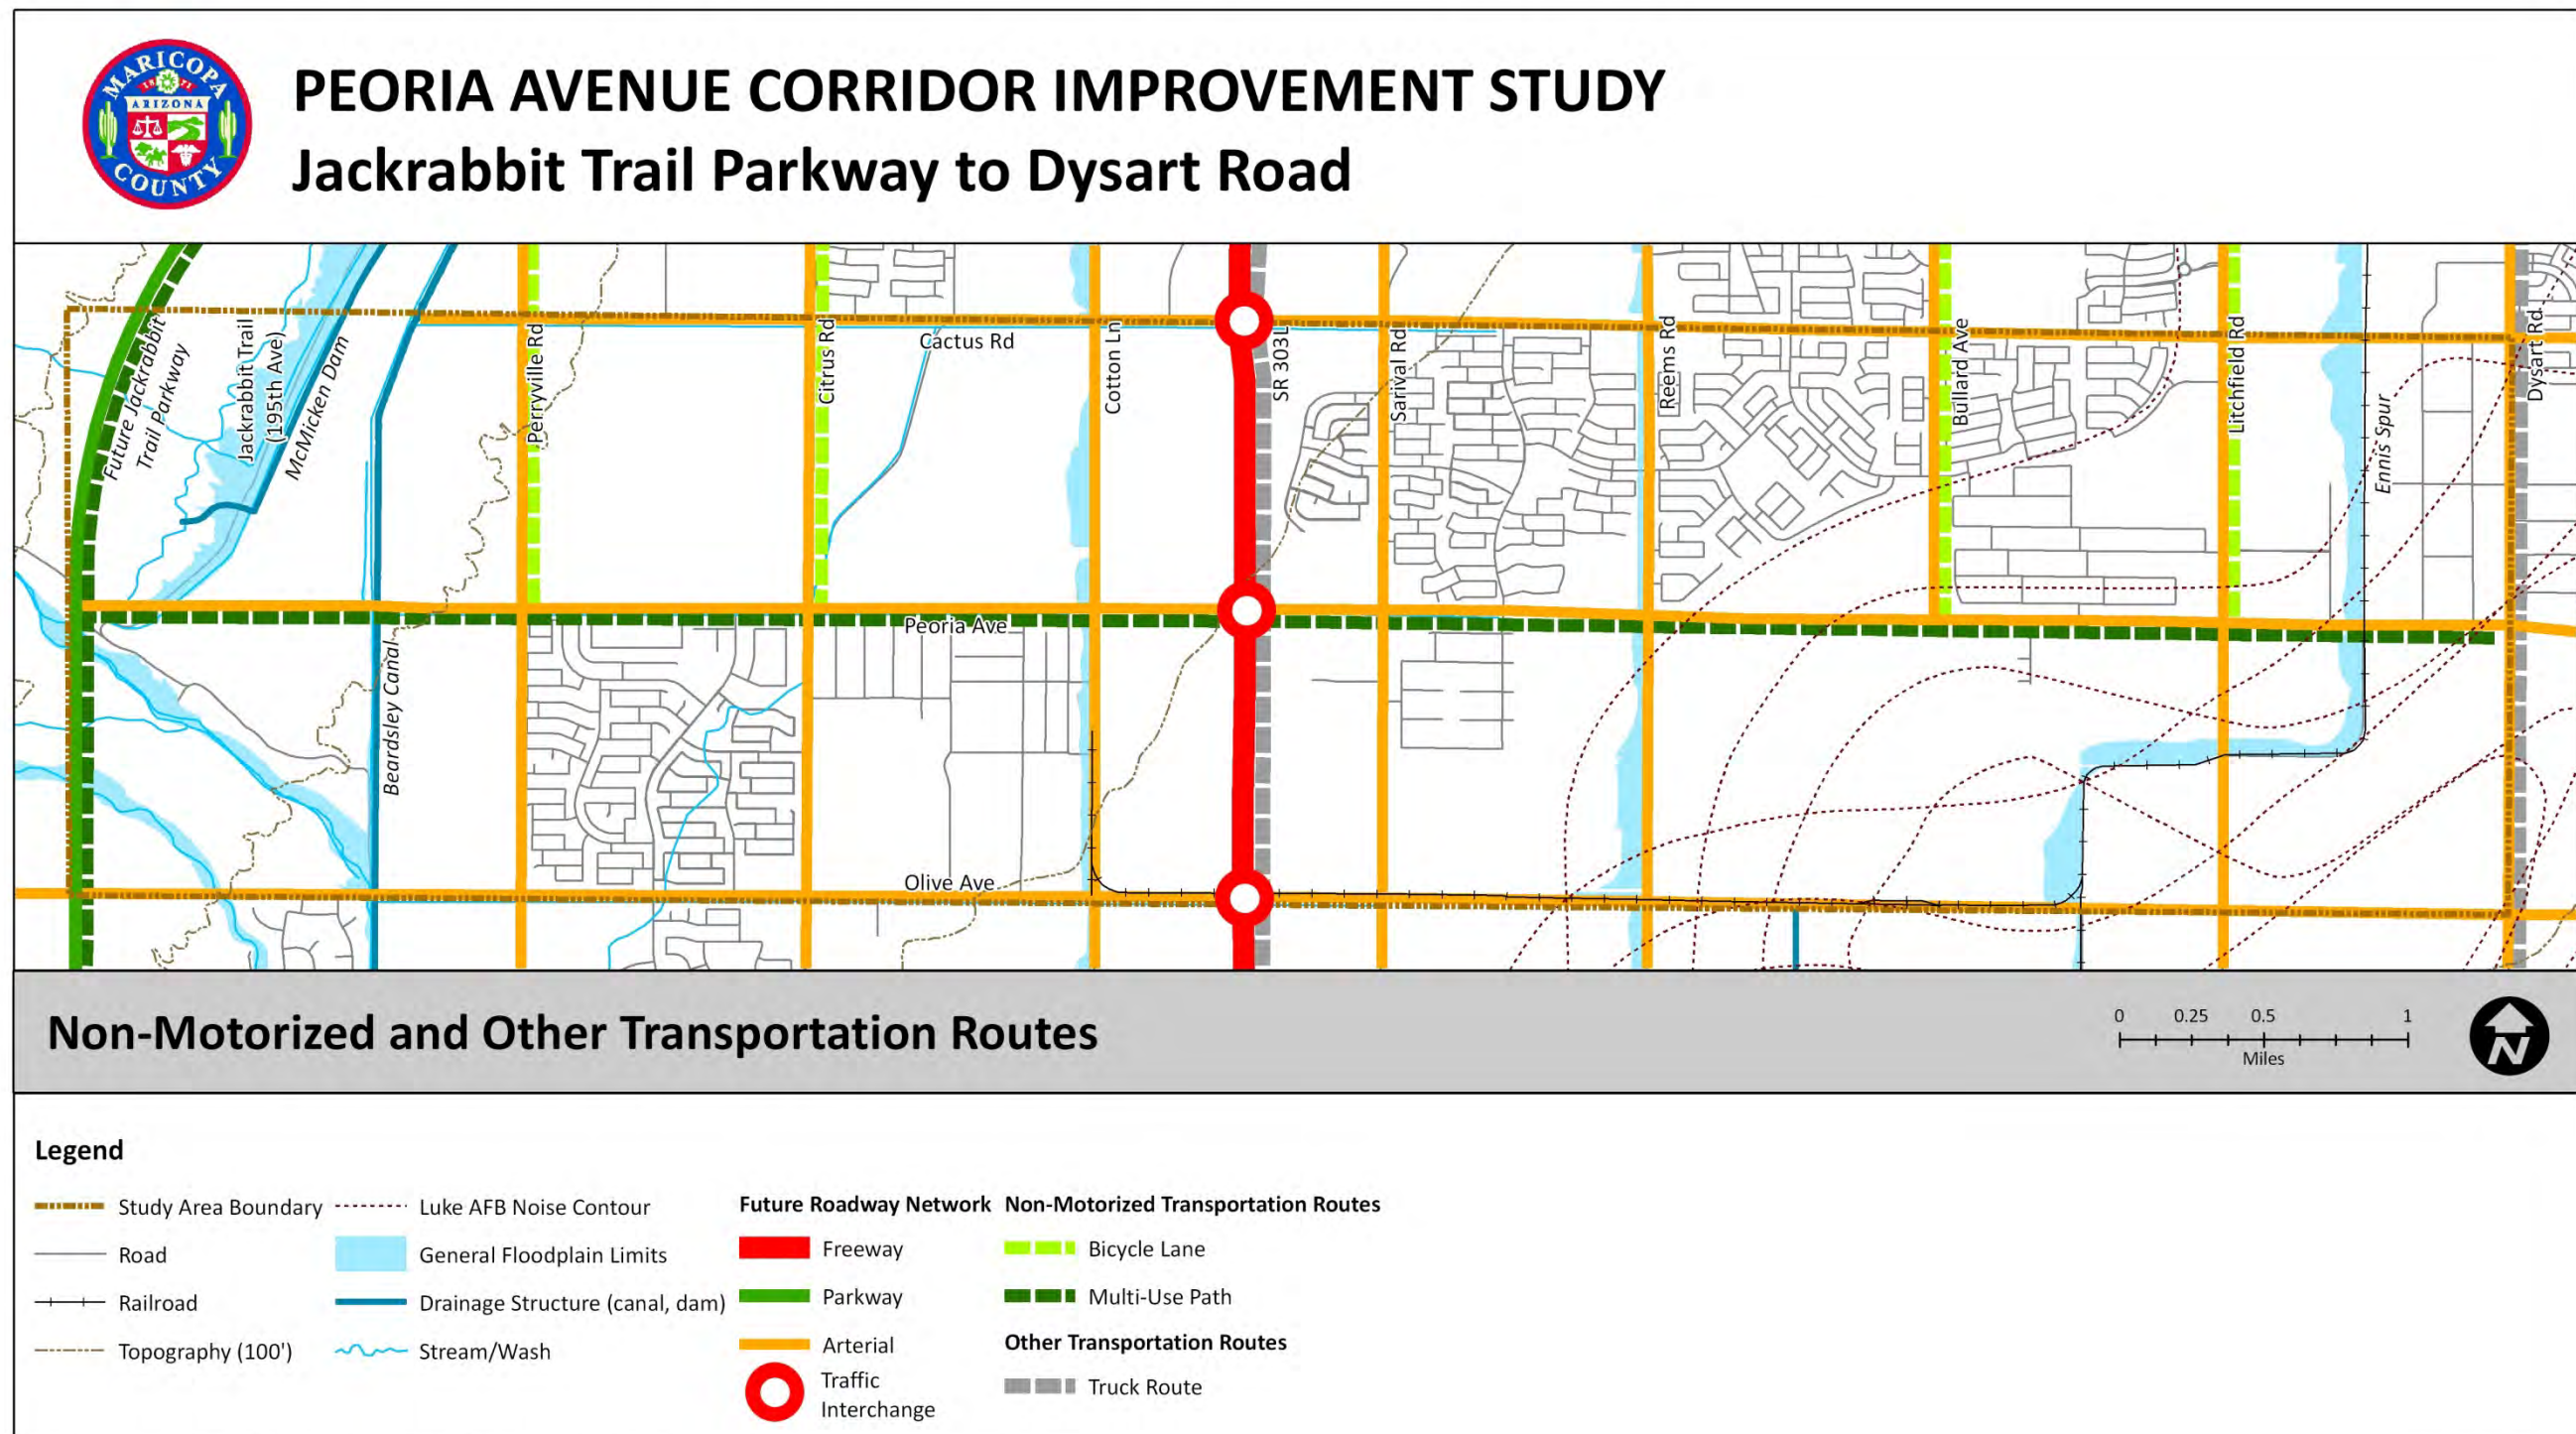 MARICOPA
1871
ARIZONA
COUNTY
PEORIA AVENUE CORRIDOR IMPROVEMENT STUDY
Jackrabbit Trail Parkway to Dysart Road
Future Jackrabbit
Trail Parkway
Jackrabbit Trail
(195th Ave)
McMicken Dam
Perryville Rd
Citrus Rd
Cactus Rd
Cotton Ln
SR 303L
Sarival Rd
Reems Rd
Bullard Ave
Litchfield Rd
Ennis Spur
Dysart Rd
Peoria Ave
Beardsley Canal
Olive Ave
Non-Motorized and Other Transportation Routes
0 0.25 0.5 1
Miles
N
Legend
Study Area Boundary
Road
Railroad
Topography (100')
Luke AFB Noise Contour
General Floodplain Limits
Drainage Structure (canal, dam)
Stream/Wash
Future Roadway Network
Freeway
Parkway
Arterial
Traffic
Interchange
Non-Motorized Transportation Routes
Bicycle Lane
Multi-Use Path
Other Transportation Routes
Truck Route